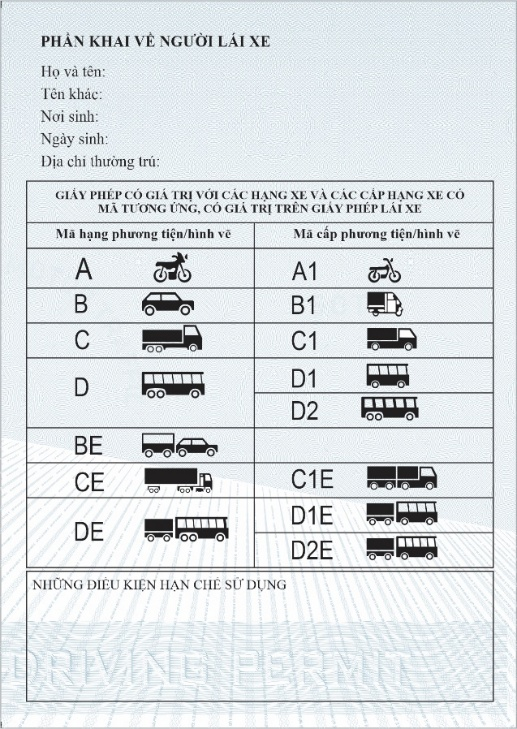 PHẦN KHAI VỀ NGƯỜI LÁI XE
Họ và tên:
Tên khác:
Nơi sinh:
Ngày sinh:
Địa chỉ thường trú:
GIẤY PHÉP CÓ GIÁ TRỊ VỚI CÁC HẠNG XE VÀ CÁC CẤP HẠNG XE CÓ
MÃ TƯƠNG ỨNG, CÓ GIÁ TRỊ TRÊN GIẤY PHÉP LÁI XE
Mã hạng phương tiện/hình vẽ Mã cấp phương tiện/hình vẽ
A A1
B B1
C C1
D D1
D2
BE
CE C1E
DE D1E
D2E
NHỮNG ĐIỀU KIỆN HẠN CHẾ SỬ DỤNG
DRIVING PERMIT